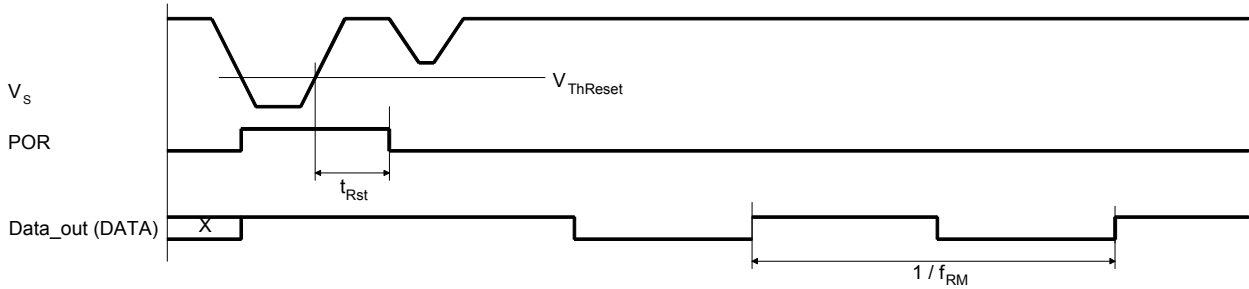 V_ThReset
V_S
POR
t_Rst
X
Data_out (DATA)
1 / f_RM